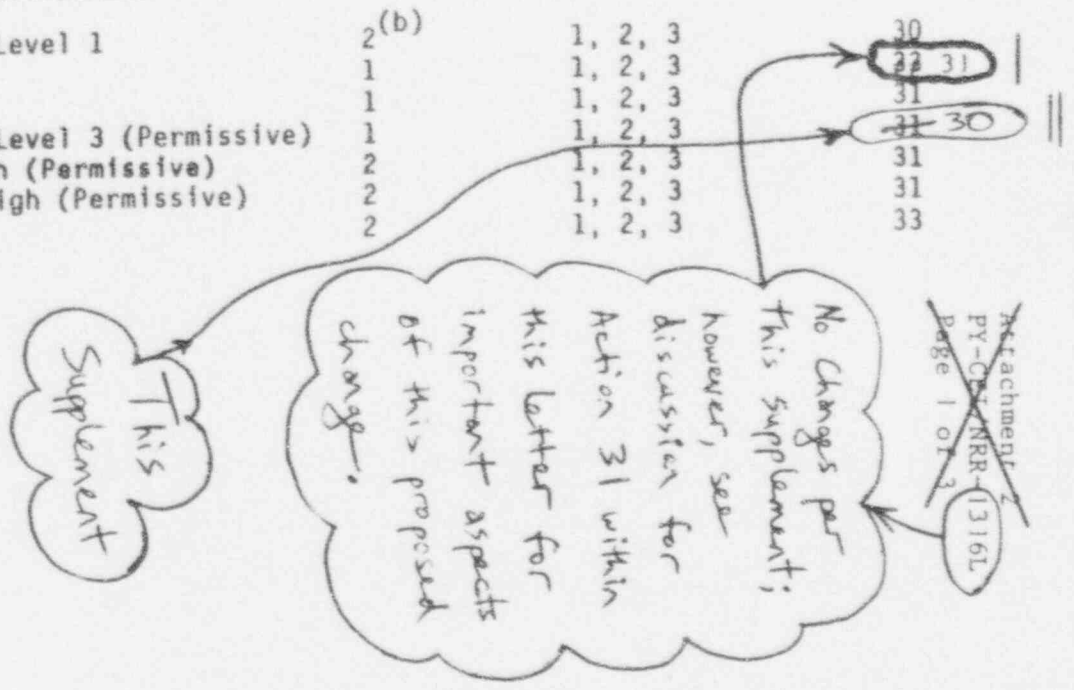 Level 1 2(b) 1, 2, 3 30
1 1, 2, 3 32 31
1 1, 2, 3 31
Level 3 (Permissive) 1 1, 2, 3 31 30
h (Permissive) 2 1, 2, 3 31
igh (Permissive) 2 1, 2, 3 31
2 1, 2, 3 33
Attachment 2
PY-CEI/NRR-1316L
Page 1 of 3
No Change per
this supplement;
however, see
discussion for
Action 31 within
this letter for
important aspects
of this proposed
change.
This
Supplement